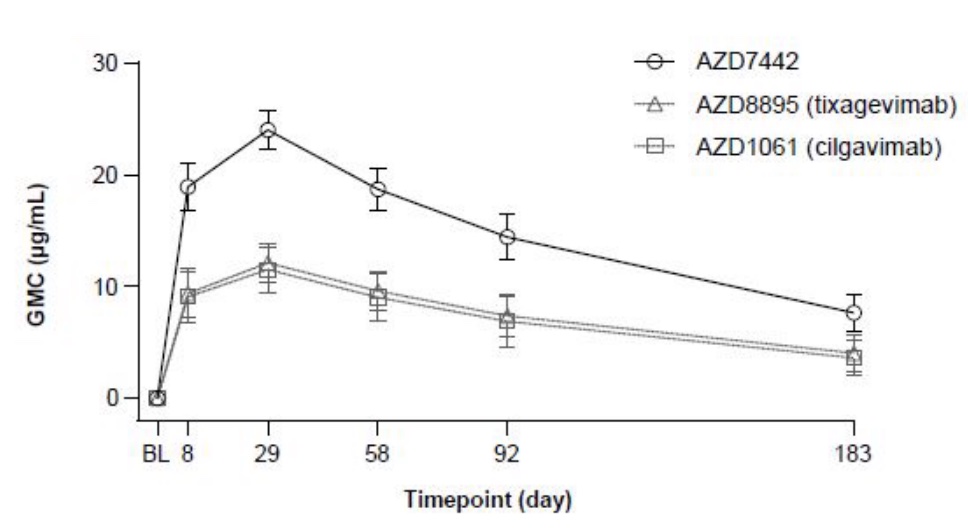 AZD7442
AZD8895 (tixagevimab)
AZD1061 (cilgavimab)
GMC (µg/mL)
30
20
10
0
BL 8 29 58 92 183
Timepoint (day)